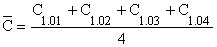 C̅ = (C₁.₀₁ + C₁.₀₂ + C₁.₀₃ + C₁.₀₄) / 4